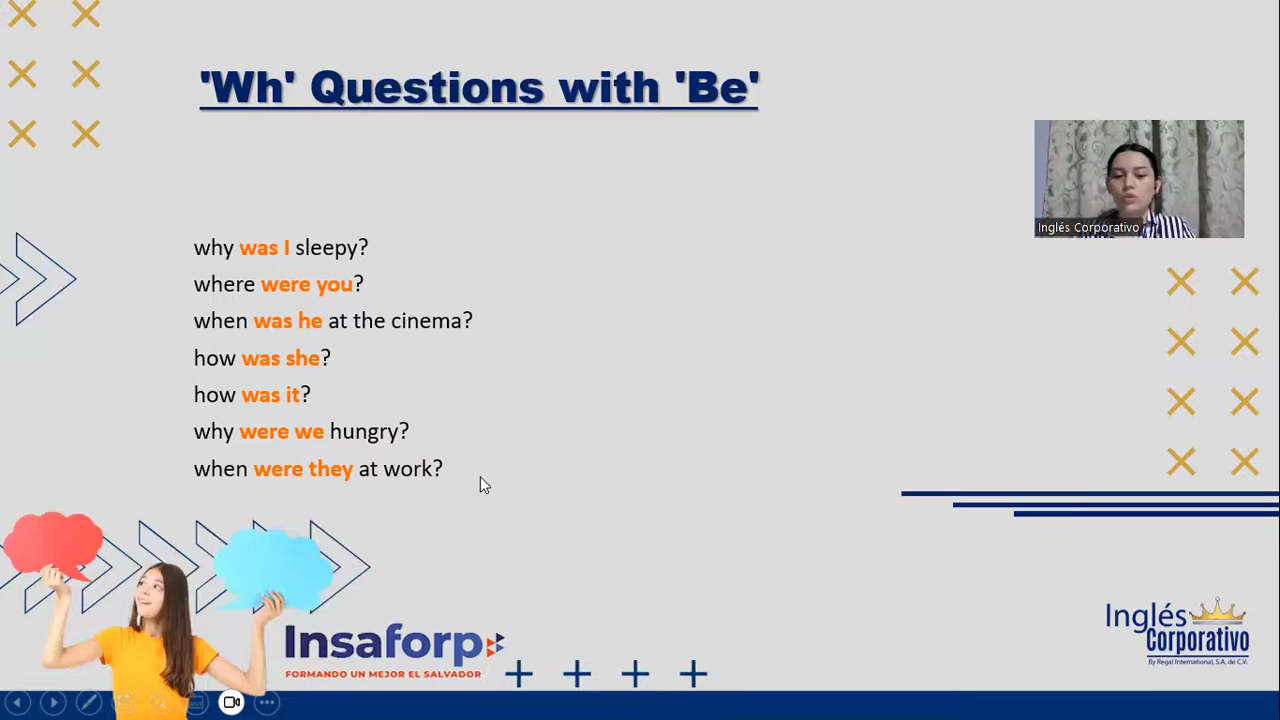 'Wh' Questions with 'Be'
Inglés Corporativo
why was I sleepy?
where were you?
when was he at the cinema?
how was she?
how was it?
why were we hungry?
when were they at work?
Insaforp
FORMANDO UN MEJOR EL SALVADOR
Inglés
Corporativo
By Regal International, S.A. de C.V.